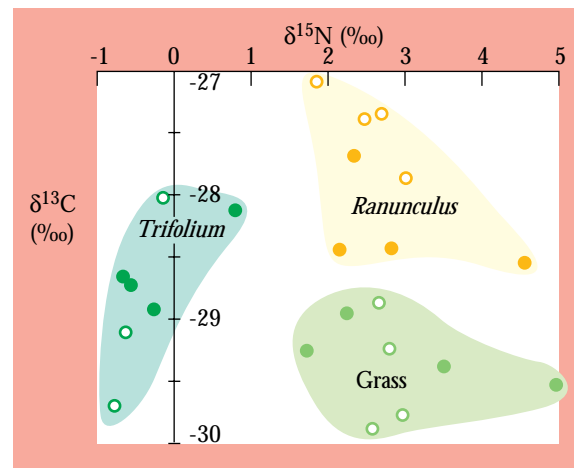 δ¹⁵N (‰)
-1 0 1 2 3 4 5
-27
-28
δ¹³C
(‰)
Trifolium
Ranunculus
-29
Grass
-30